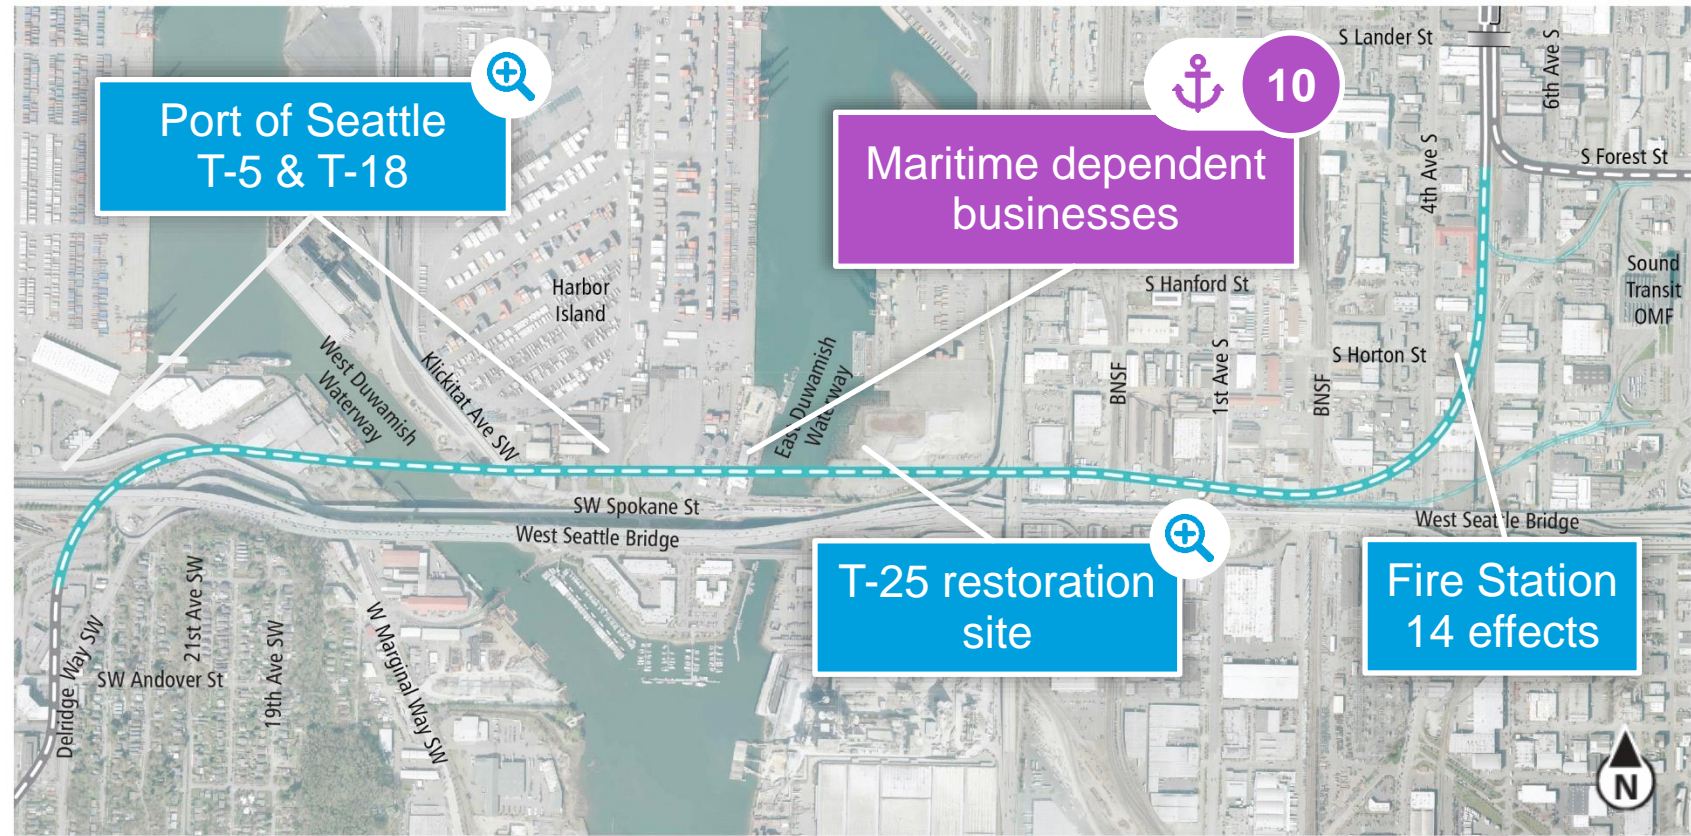 S Lander St
6th Ave S
Port of Seattle
T-5 & T-18
10
Maritime dependent
businesses
4th Ave S
S Forest St
Harbor
Island
S Hanford St
Sound
Transit
OMF
West Duwamish
Waterway
Klickitat Ave SW
East Duwamish
Waterway
BNSF
1st Ave S
BNSF
S Horton St
SW Spokane St
West Seattle Bridge
West Seattle Bridge
T-25 restoration
site
Fire Station
14 effects
Delridge Way SW
SW Andover St
21st Ave SW
19th Ave SW
W Marginal Way SW
N